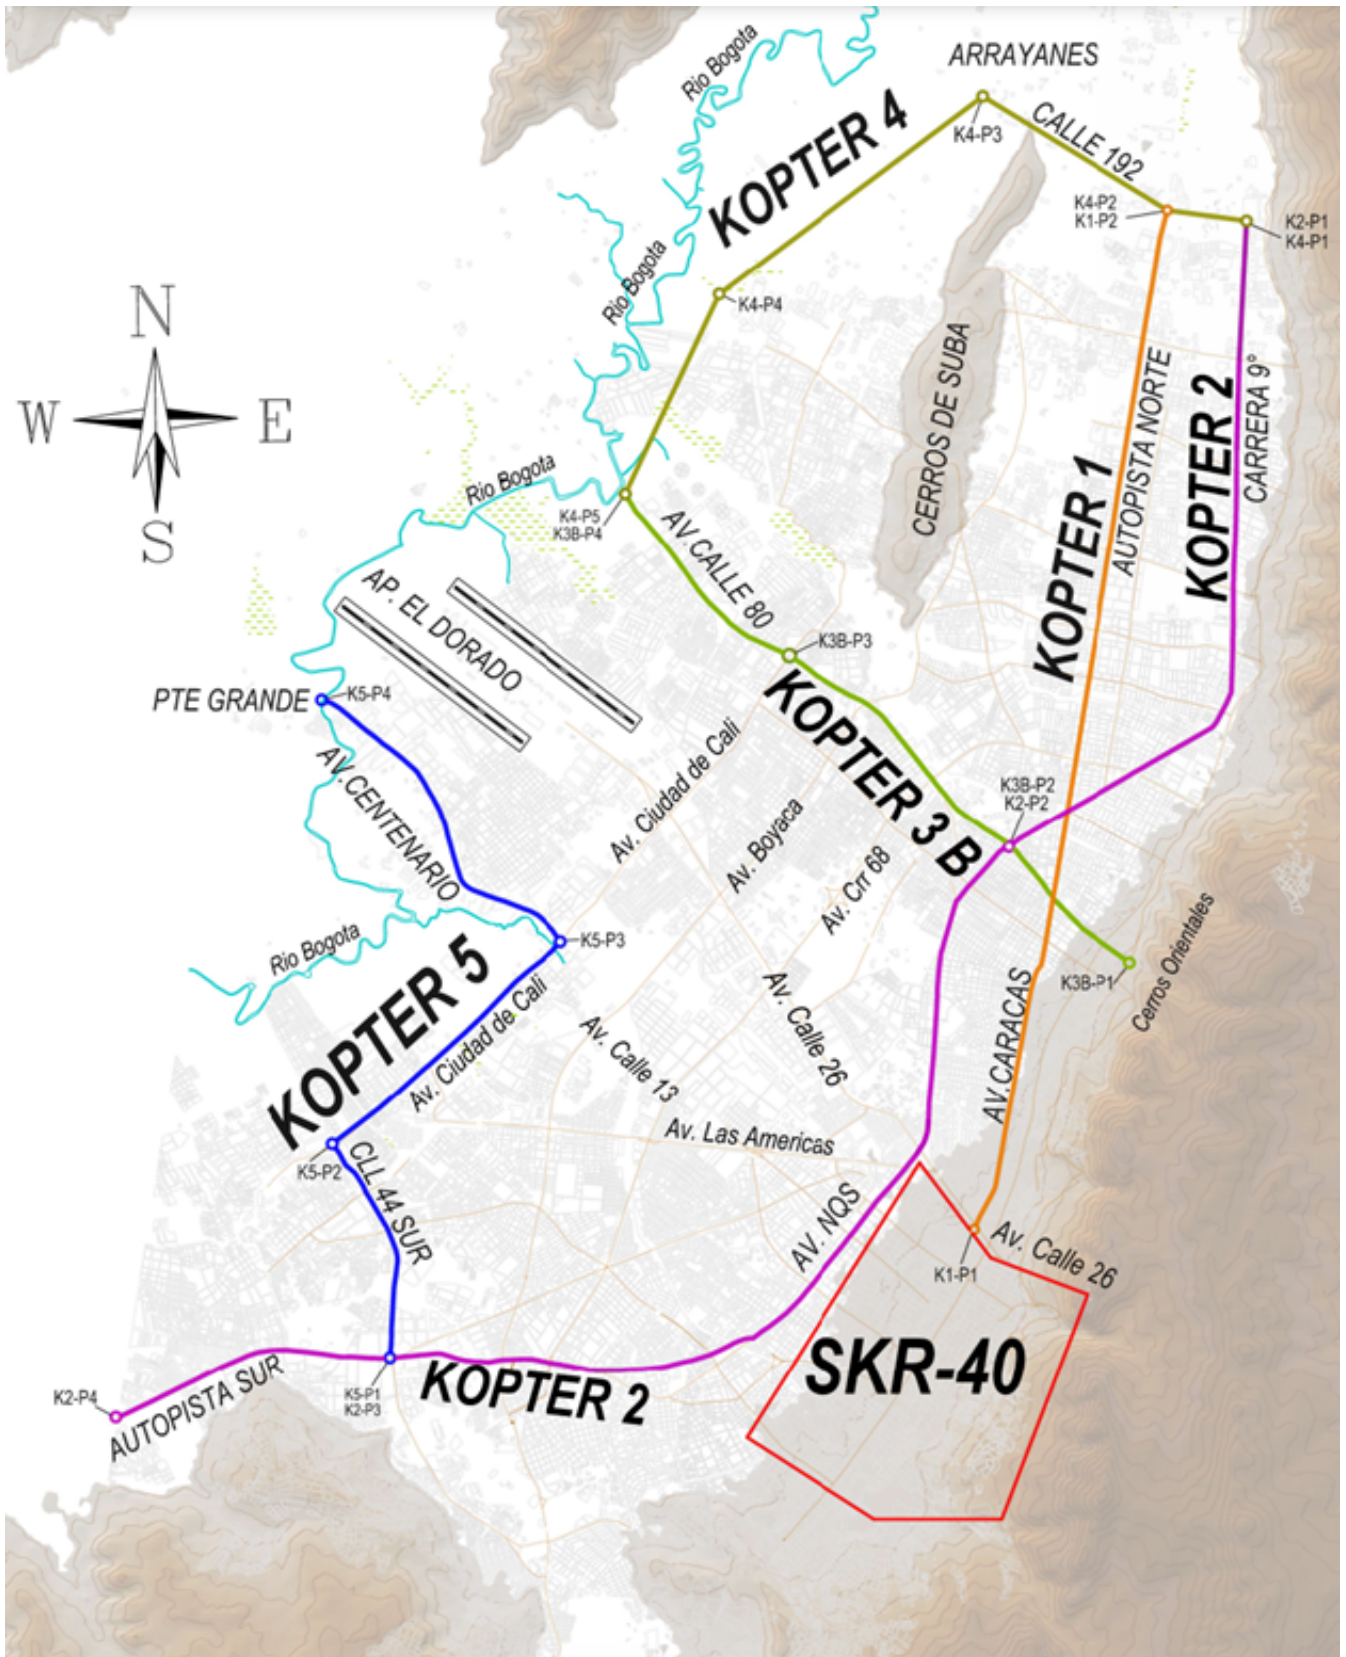 ARRAYANES
Rio Bogota
KOPTER 4
K4-P3
CALLE 192
K4-P2
K1-P2
K2-P1
K4-P1
Rio Bogota
K4-P4
N
W
E
S
CERROS DE SUBA
AUTOPISTA NORTE
KOPTER 2
CARRERA 9°
KOPTER 1
Rio Bogota
K4-P5
K3B-P4
AV.CALLE 80
AP. EL DORADO
K3B-P3
PTE GRANDE
K5-P4
KOPTER 3 B
AV.CENTENARIO
Av. Ciudad de Cali
Av. Boyaca
Av. Crr 68
K3B-P2
K2-P2
Rio Bogota
K5-P3
K3B-P1
Cerros Orientales
KOPTER 5
Av. Ciudad de Cali
Av. Calle 26
Av. Calle 13
AV.CARACAS
Av. Las Americas
K5-P2
CLL 44 SUR
AV. NQS
K1-P1
Av. Calle 26
SKR-40
K2-P4
AUTOPISTA SUR
K5-P1
K2-P3
KOPTER 2